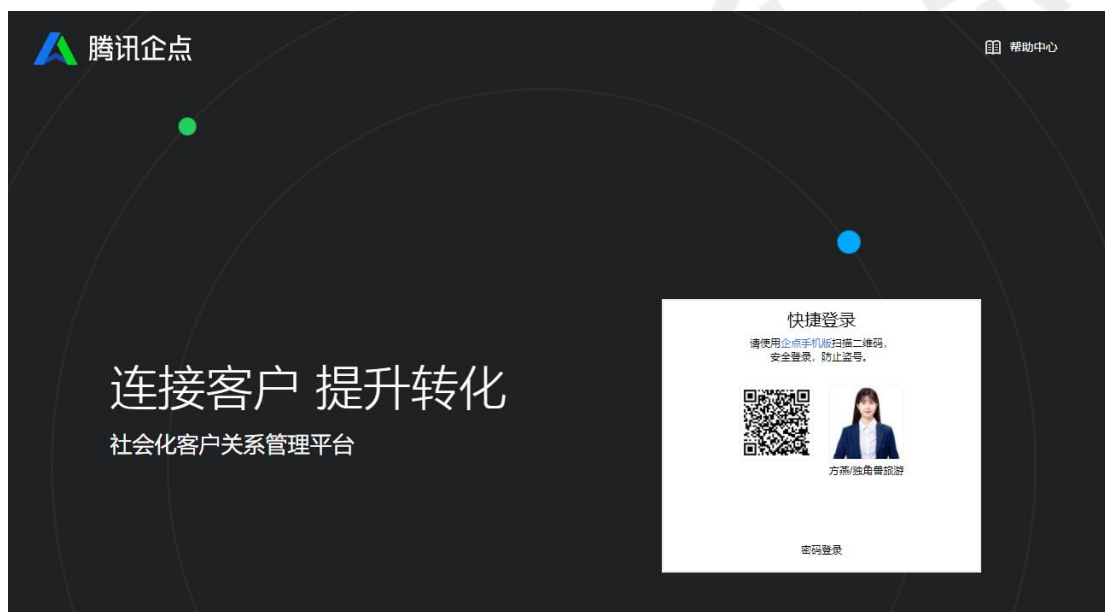 腾讯企点
帮助中心
快捷登录
请使用企点手机版扫描二维码,
安全登录,防止盗号。
连接客户 提升转化
社会化客户关系管理平台
方燕/独角兽旅游
密码登录